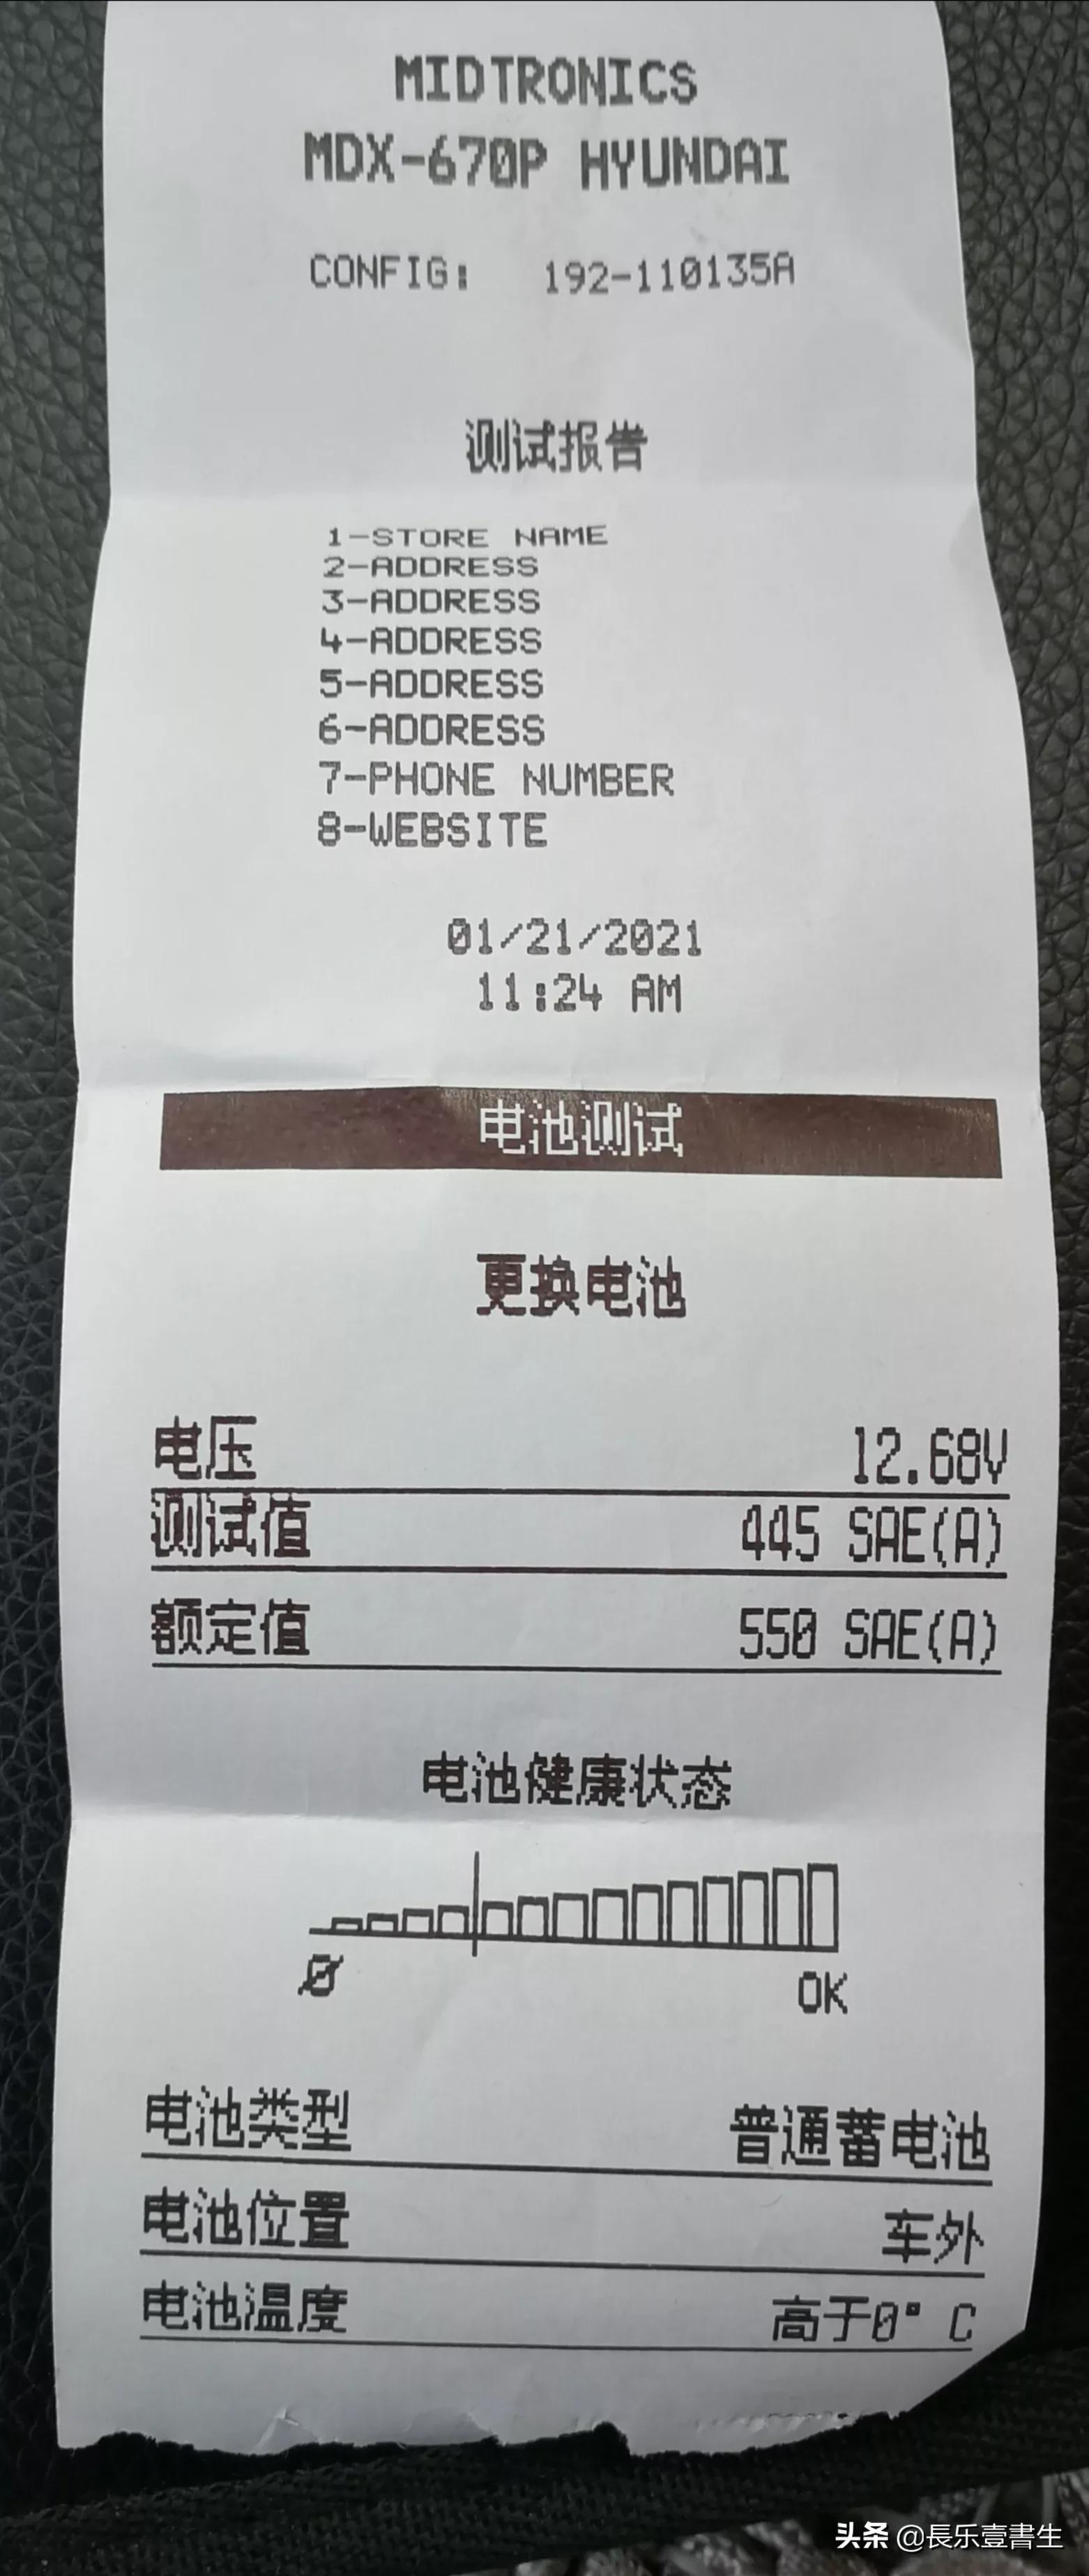 MIDTRONICS
MDX-670P HYUNDAI
CONFIG: 192-110135A
测试报告
1-STORE NAME
2-ADDRESS
3-ADDRESS
4-ADDRESS
5-ADDRESS
6-ADDRESS
7-PHONE NUMBER
8-WEBSITE
01/21/2021
11:24 AM
电池测试
更换电池
电压 12.68V
测试值 445 SAE(A)
额定值 550 SAE(A)
电池健康状态
0 OK
电池类型 普通蓄电池
电池位置 车外
电池温度 高于0° C
头条 @長乐壹書生